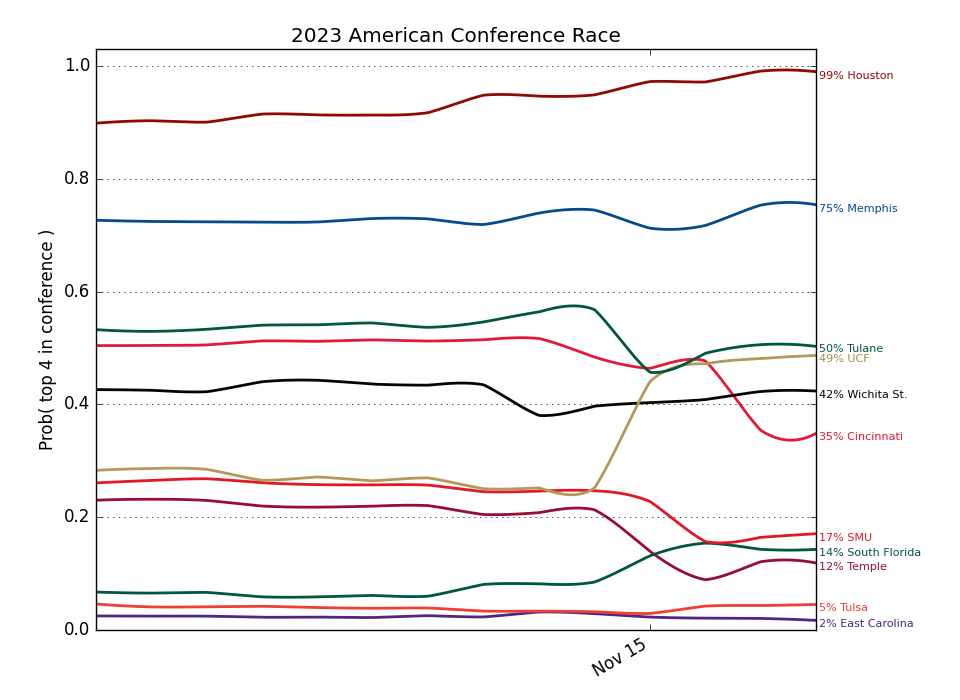 2023 American Conference Race
Prob( top 4 in conference )
1.0
0.8
0.6
0.4
0.2
0.0
Nov 15
99% Houston
75% Memphis
50% Tulane
49% UCF
42% Wichita St.
35% Cincinnati
17% SMU
14% South Florida
12% Temple
5% Tulsa
2% East Carolina